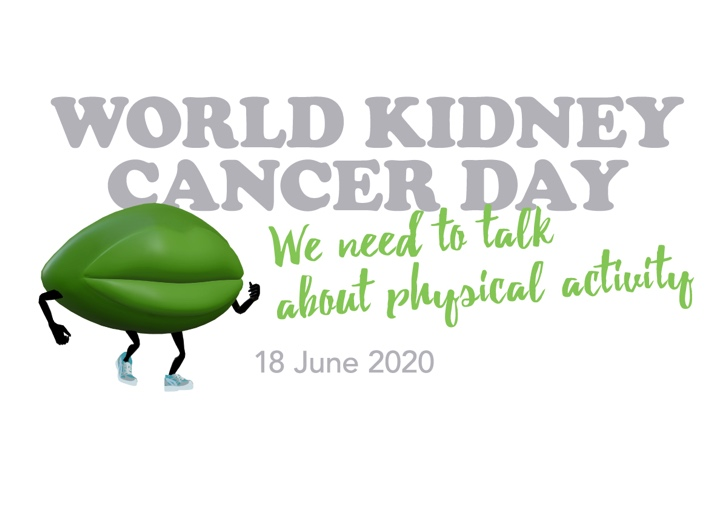 WORLD KIDNEY
CANCER DAY
We need to talk
about physical activity
18 June 2020